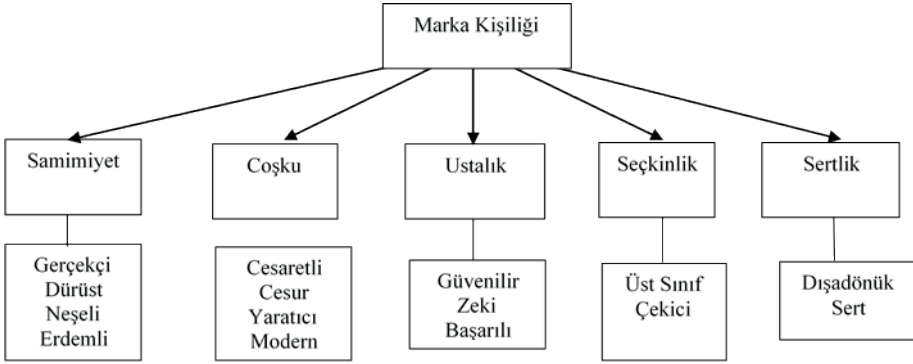 Marka Kişiliği
Samimiyet
Coşku
Ustalık
Seçkinlik
Sertlik
Gerçekçi
Dürüst
Neşeli
Erdemli
Cesaretli
Cesur
Yaratıcı
Modern
Güvenilir
Zeki
Başarılı
Üst Sınıf
Çekici
Dışadönük
Sert